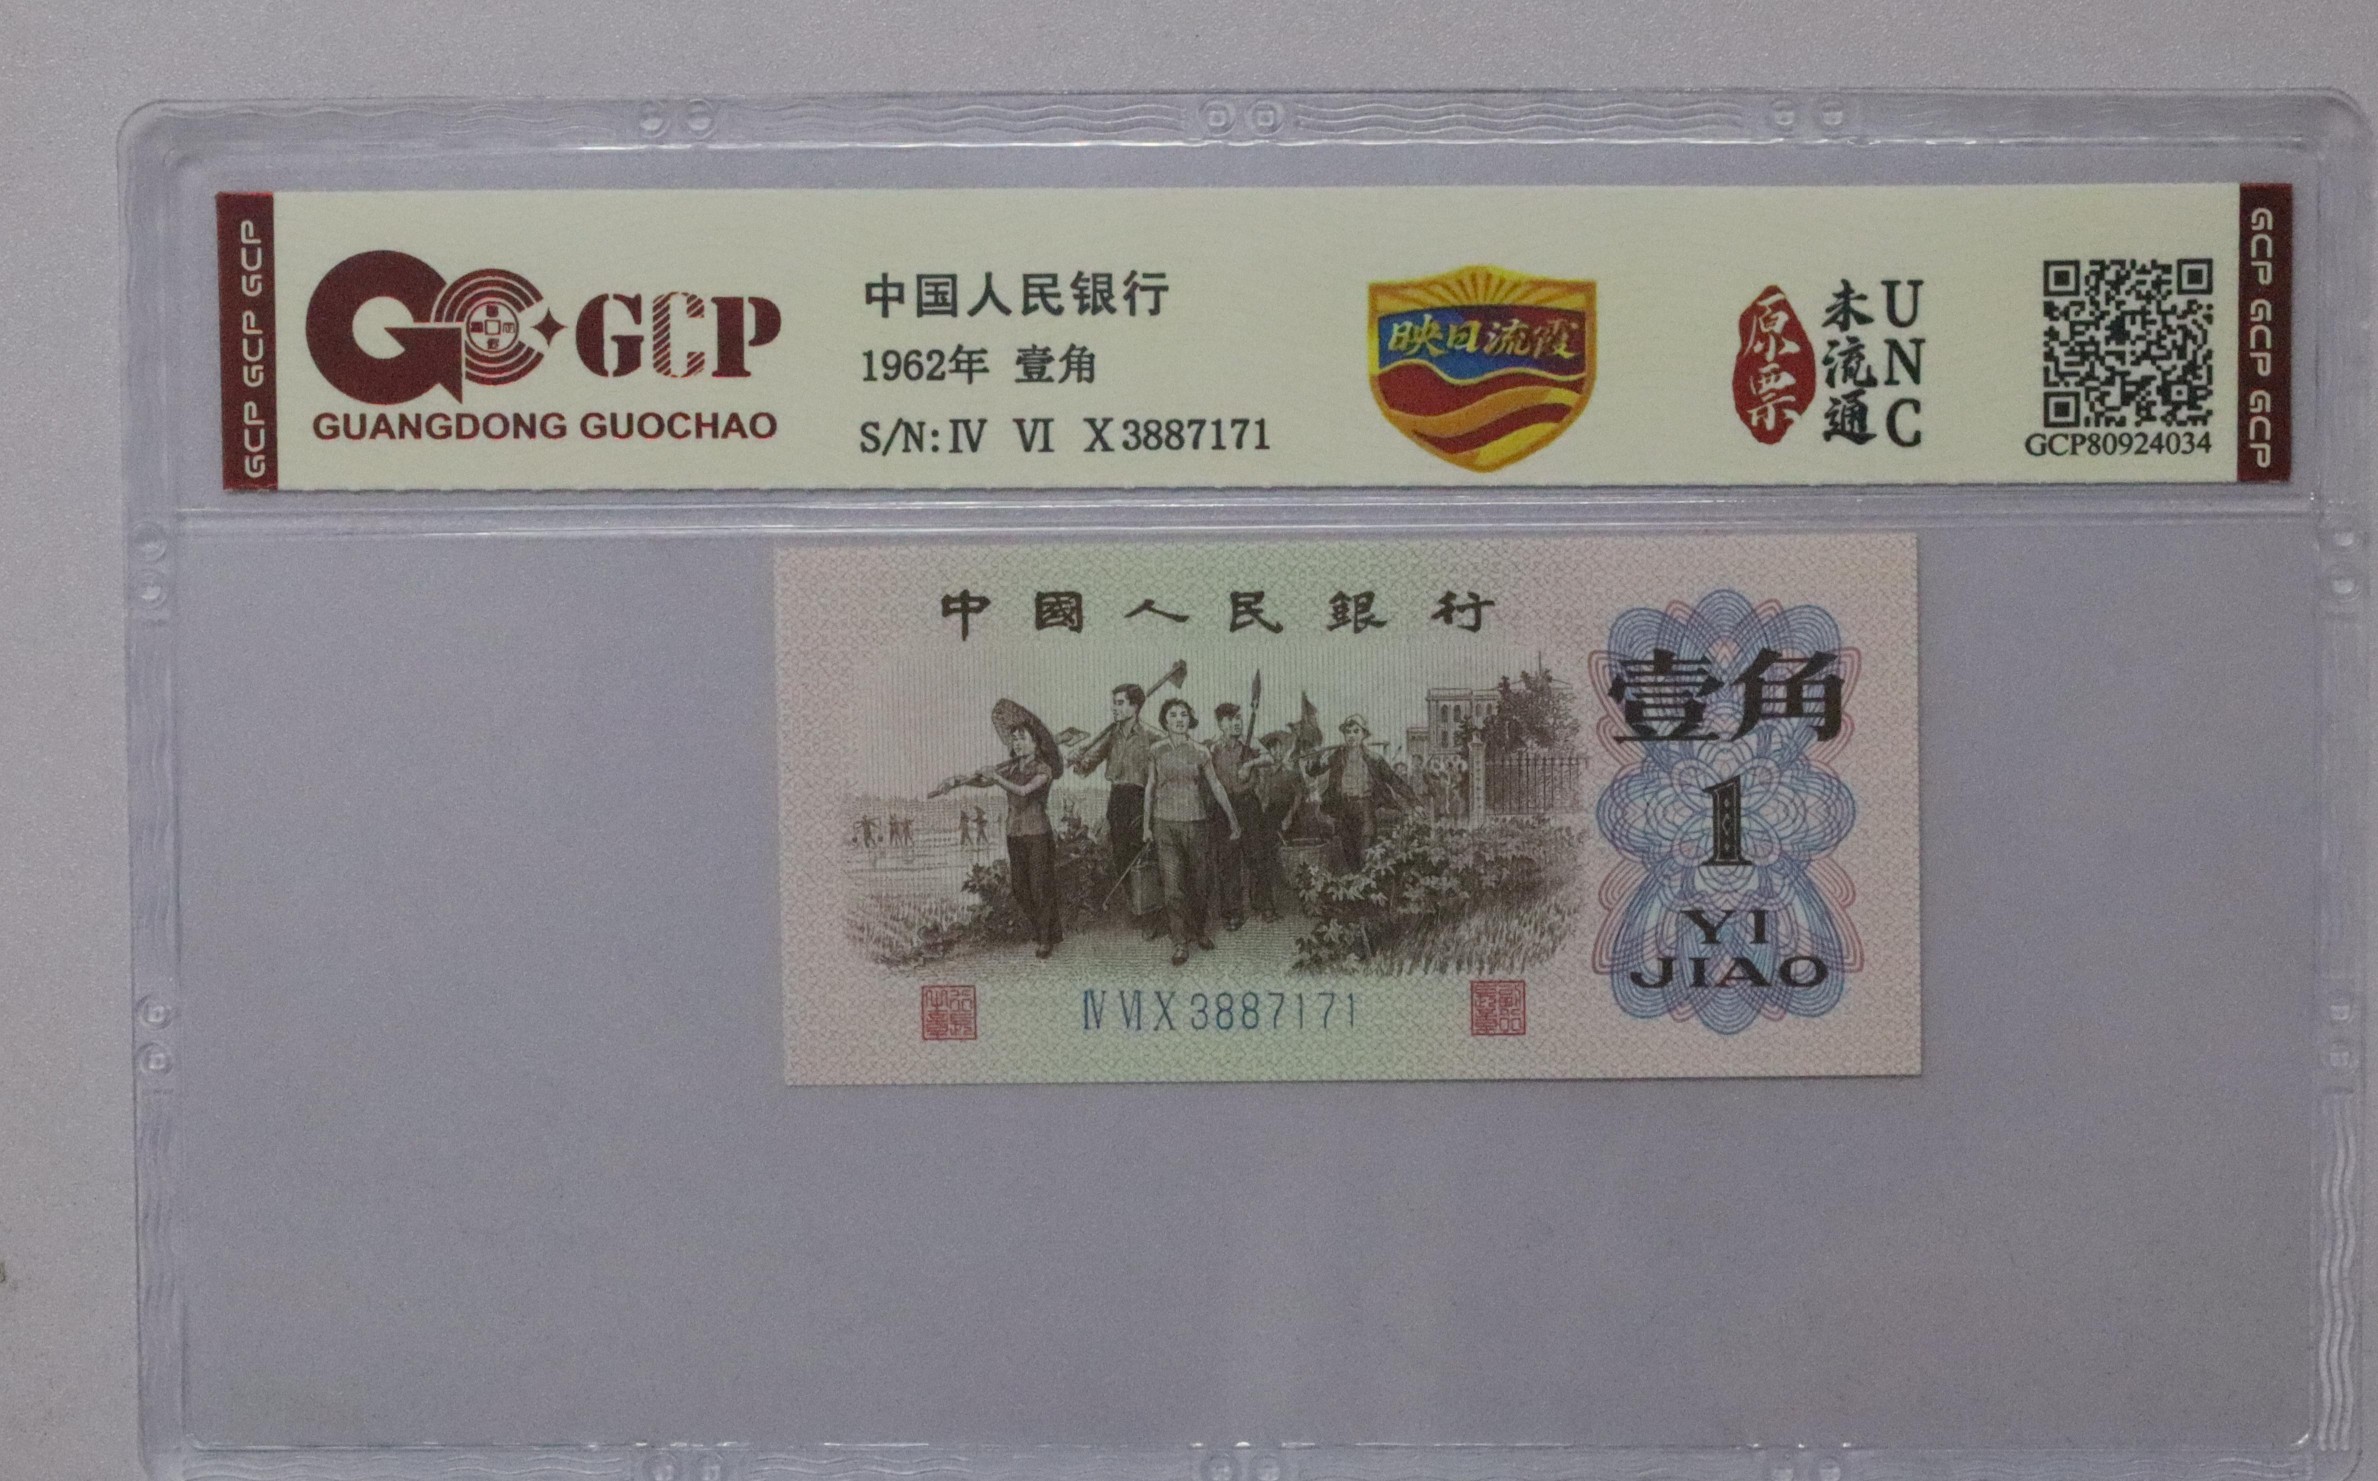 GCP GCP GCP
GCP
GUANGDONG GUOCHAO
中国人民银行
1962年 壹角
S/N: IV VI X 3887171
映日流霞
原票
未流通
UNC
GCP80924034
GCP GCP GCP
中國人民銀行
壹角
1
YI
JIAO
IV VI X 3887171